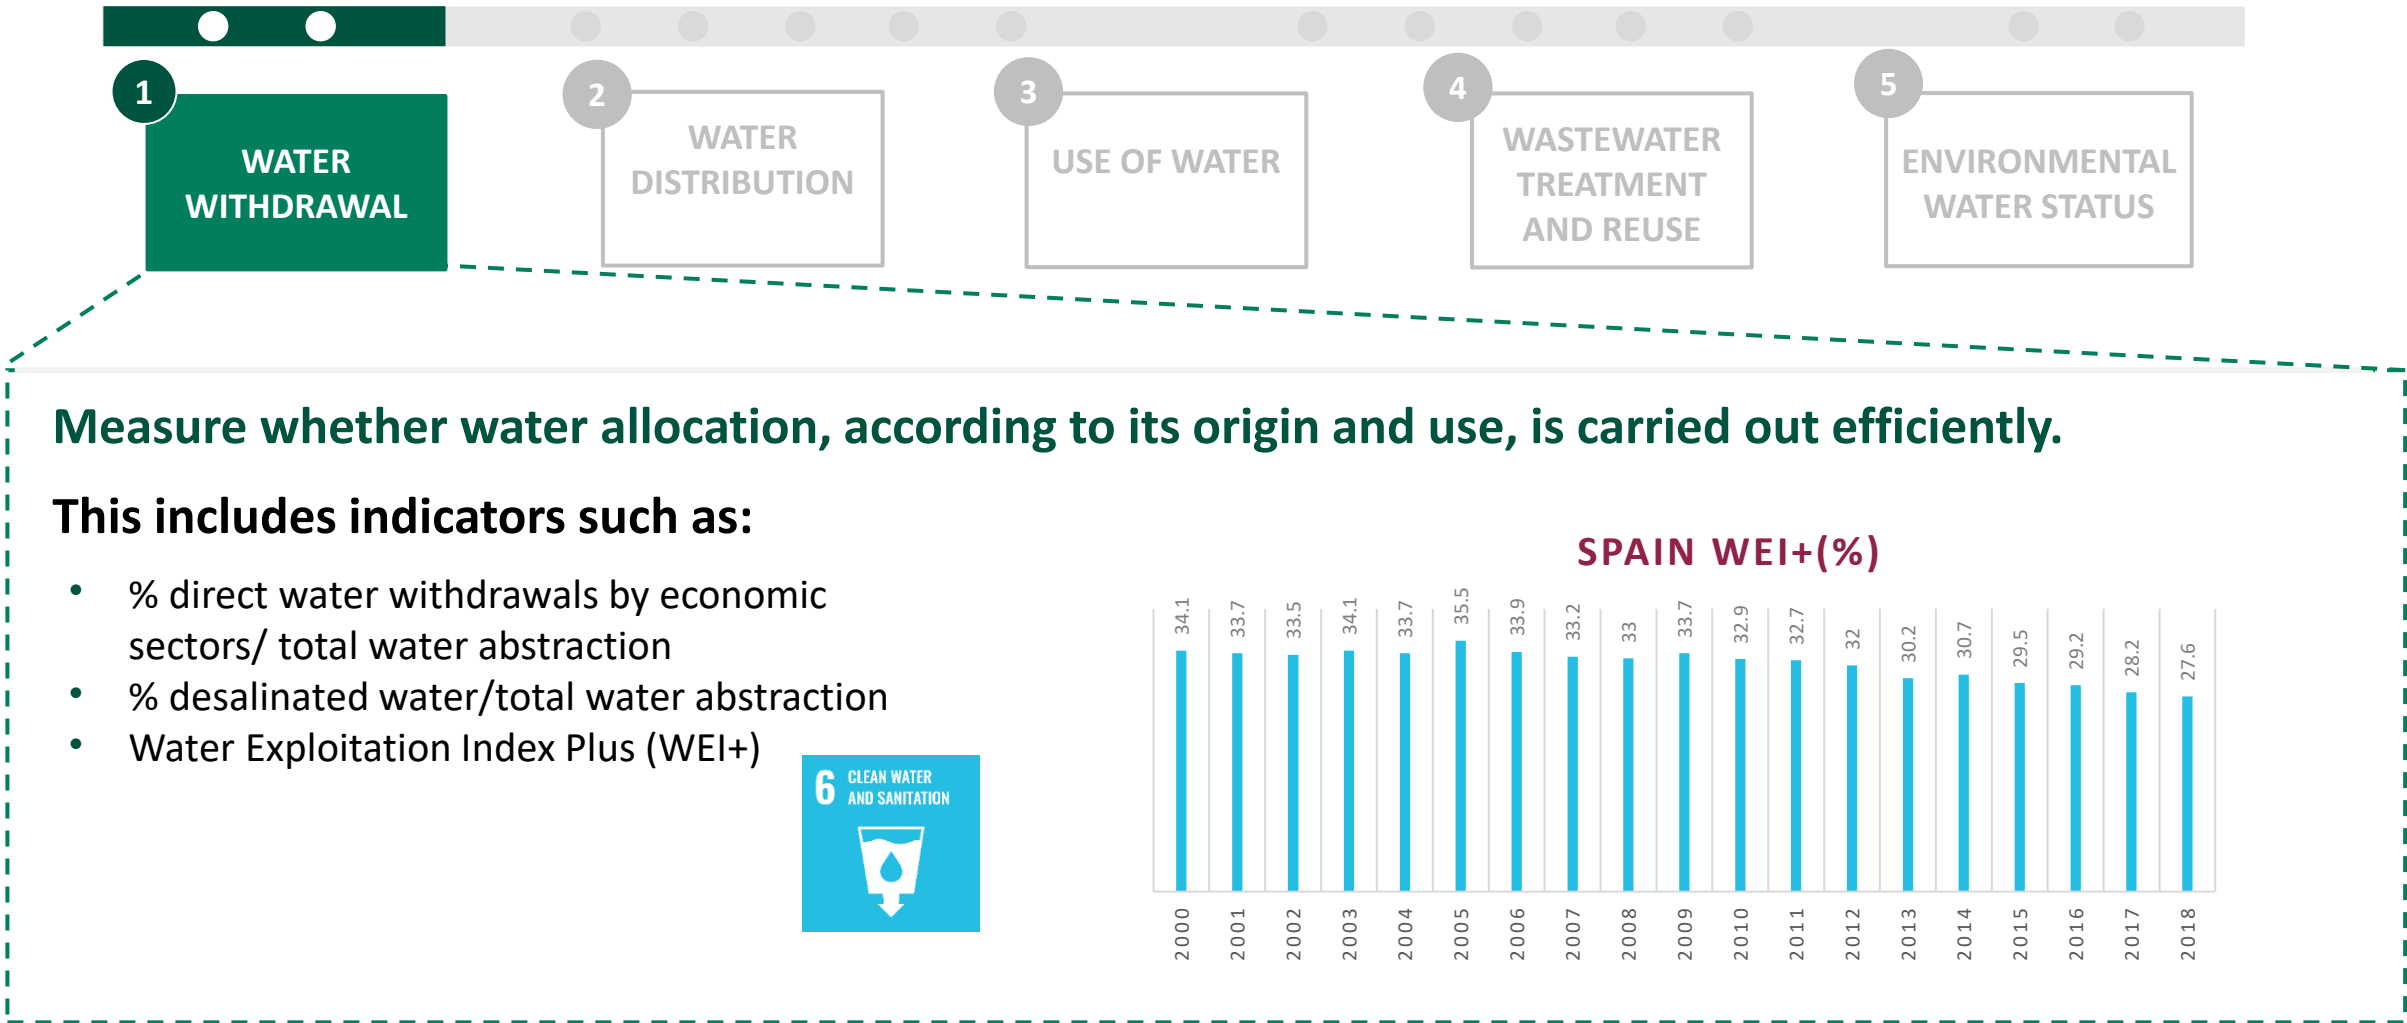 1
WATER
WITHDRAWAL
2
WATER
DISTRIBUTION
3
USE OF WATER
4
WASTEWATER
TREATMENT
AND REUSE
5
ENVIRONMENTAL
WATER STATUS
Measure whether water allocation, according to its origin and use, is carried out efficiently.
This includes indicators such as:
• % direct water withdrawals by economic
sectors/ total water abstraction
• % desalinated water/total water abstraction
• Water Exploitation Index Plus (WEI+)
6 CLEAN WATER
AND SANITATION
SPAIN WEI+(%)
34.1
33.7
33.5
34.1
33.7
35.5
33.9
33.2
33
33.7
32.9
32.7
32
30.2
30.7
29.5
29.2
28.2
27.6
2000
2001
2002
2003
2004
2005
2006
2007
2008
2009
2010
2011
2012
2013
2014
2015
2016
2017
2018